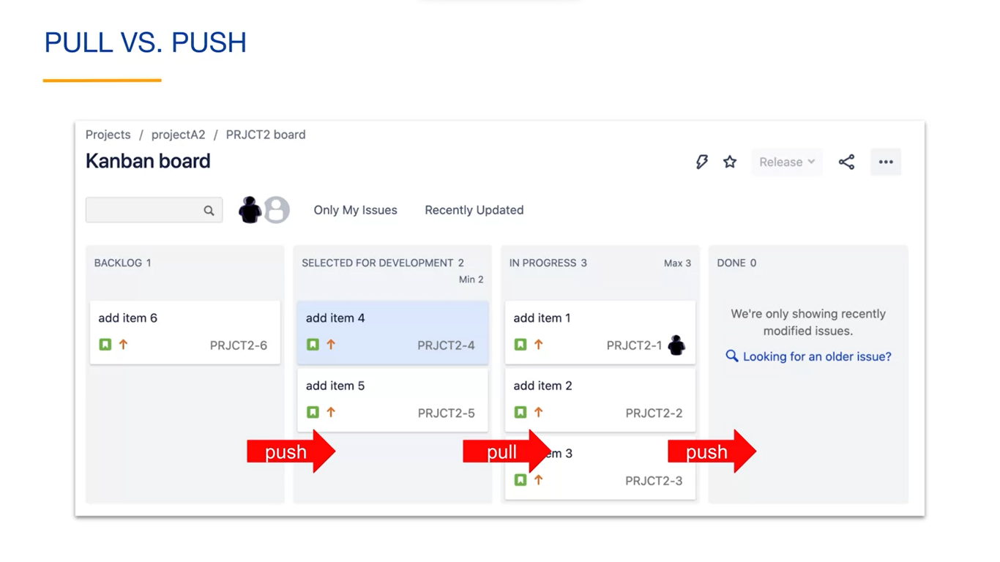 PULL VS. PUSH
Projects / projectA2 / PRJCT2 board
Kanban board
Release
Only My Issues
Recently Updated
BACKLOG 1
SELECTED FOR DEVELOPMENT 2
Min 2
IN PROGRESS 3
Max 3
DONE 0
add item 6
PRJCT2-6
add item 4
PRJCT2-4
add item 5
PRJCT2-5
add item 1
PRJCT2-1
add item 2
PRJCT2-2
em 3
PRJCT2-3
We're only showing recently
modified issues.
Looking for an older issue?
push
pull
push